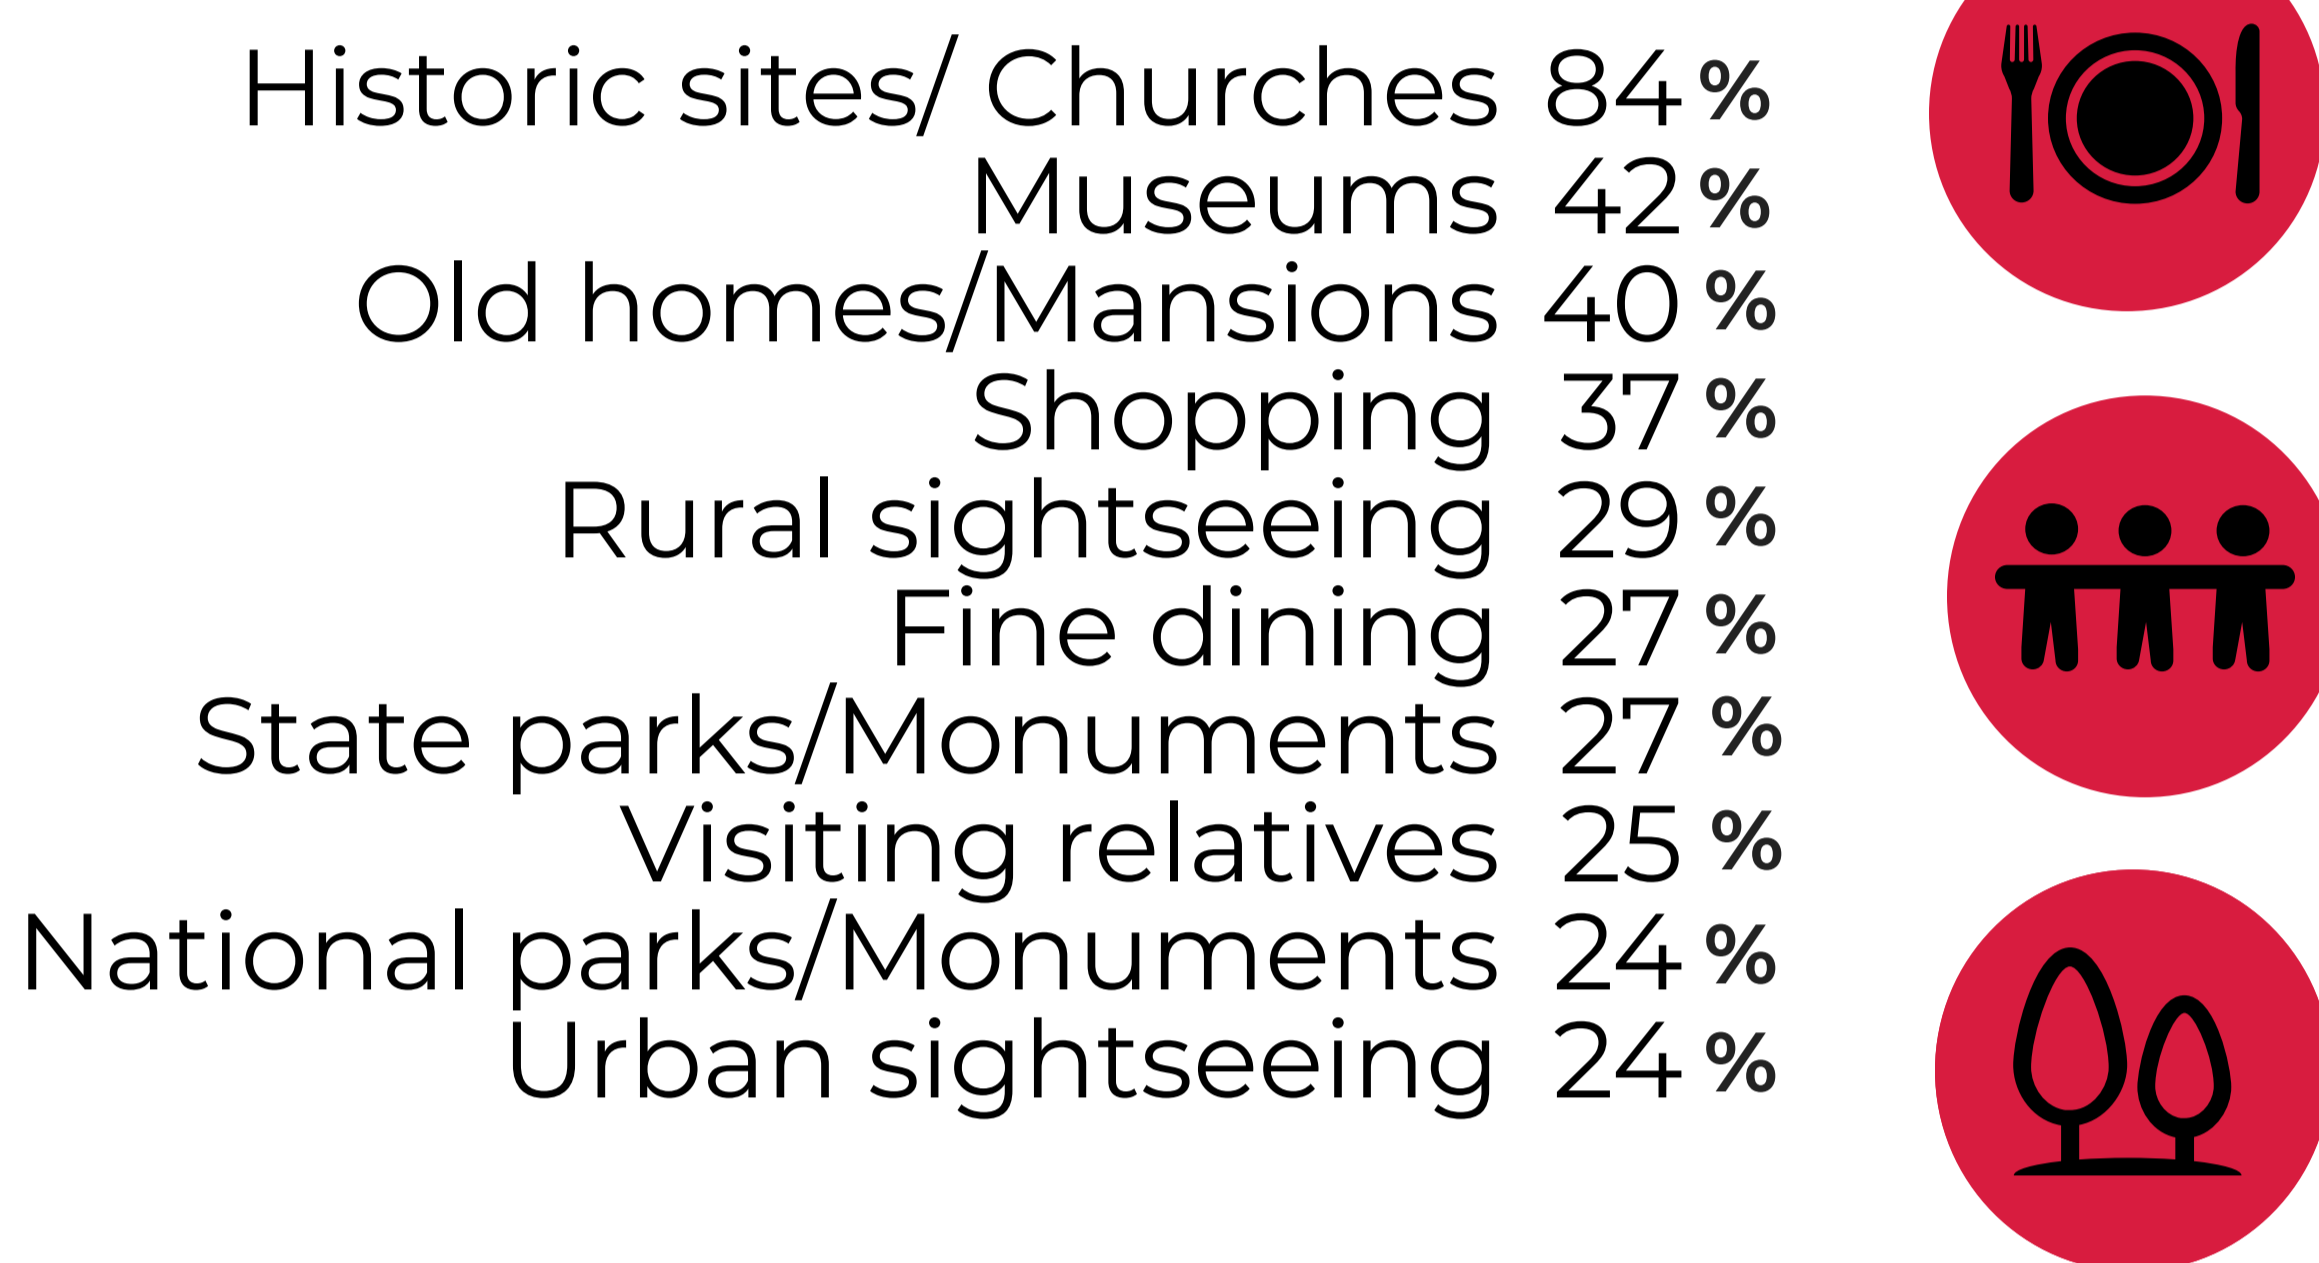 Historic sites/ Churches 84 %
Museums 42 %
Old homes/Mansions 40 %
Shopping 37 %
Rural sightseeing 29 %
Fine dining 27 %
State parks/Monuments 27 %
Visiting relatives 25 %
National parks/Monuments 24 %
Urban sightseeing 24 %